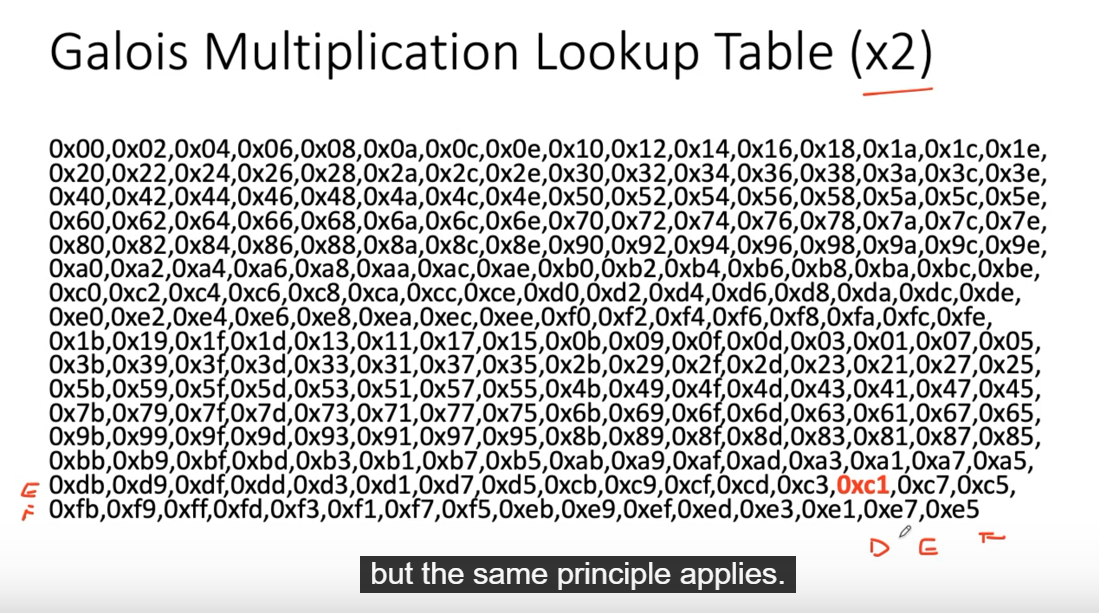 Galois Multiplication Lookup Table (x2)
0x00,0x02,0x04,0x06,0x08,0x0a,0x0c,0x0e,0x10,0x12,0x14,0x16,0x18,0x1a,0x1c,0x1e,
0x20,0x22,0x24,0x26,0x28,0x2a,0x2c,0x2e,0x30,0x32,0x34,0x36,0x38,0x3a,0x3c,0x3e,
0x40,0x42,0x44,0x46,0x48,0x4a,0x4c,0x4e,0x50,0x52,0x54,0x56,0x58,0x5a,0x5c,0x5e,
0x60,0x62,0x64,0x66,0x68,0x6a,0x6c,0x6e,0x70,0x72,0x74,0x76,0x78,0x7a,0x7c,0x7e,
0x80,0x82,0x84,0x86,0x88,0x8a,0x8c,0x8e,0x90,0x92,0x94,0x96,0x98,0x9a,0x9c,0x9e,
0xa0,0xa2,0xa4,0xa6,0xa8,0xaa,0xac,0xae,0xb0,0xb2,0xb4,0xb6,0xb8,0xba,0xbc,0xbe,
0xc0,0xc2,0xc4,0xc6,0xc8,0xca,0xcc,0xce,0xd0,0xd2,0xd4,0xd6,0xd8,0xda,0xdc,0xde,
0xe0,0xe2,0xe4,0xe6,0xe8,0xea,0xec,0xee,0xf0,0xf2,0xf4,0xf6,0xf8,0xfa,0xfc,0xfe,
0x1b,0x19,0x1f,0x1d,0x13,0x11,0x17,0x15,0x0b,0x09,0x0f,0x0d,0x03,0x01,0x07,0x05,
0x3b,0x39,0x3f,0x3d,0x33,0x31,0x37,0x35,0x2b,0x29,0x2f,0x2d,0x23,0x21,0x27,0x25,
0x5b,0x59,0x5f,0x5d,0x53,0x51,0x57,0x55,0x4b,0x49,0x4f,0x4d,0x43,0x41,0x47,0x45,
0x7b,0x79,0x7f,0x7d,0x73,0x71,0x77,0x75,0x6b,0x69,0x6f,0x6d,0x63,0x61,0x67,0x65,
0x9b,0x99,0x9f,0x9d,0x93,0x91,0x97,0x95,0x8b,0x89,0x8f,0x8d,0x83,0x81,0x87,0x85,
0xbb,0xb9,0xbf,0xbd,0xb3,0xb1,0xb7,0xb5,0xab,0xa9,0xaf,0xad,0xa3,0xa1,0xa7,0xa5,
E 0xdb,0xd9,0xdf,0xdd,0xd3,0xd1,0xd7,0xd5,0xcb,0xc9,0xcf,0xcd,0xc3,0xc1,0xc7,0xc5,
F 0xfb,0xf9,0xff,0xfd,0xf3,0xf1,0xf7,0xf5,0xeb,0xe9,0xef,0xed,0xe3,0xe1,0xe7,0xe5
D E F
but the same principle applies.